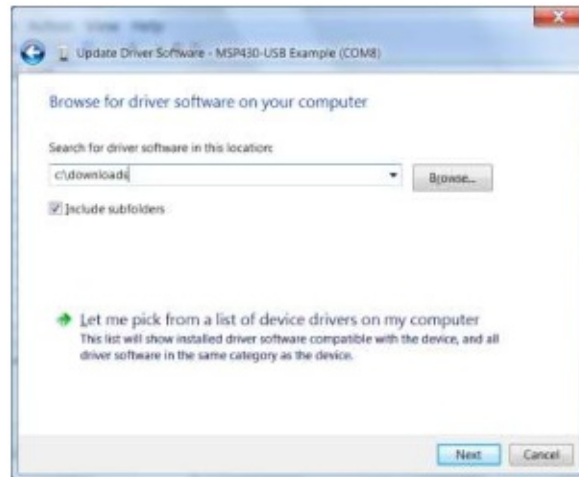 Update Driver Software - MSP430-USB Example (COM8)
Browse for driver software on your computer
Search for driver software in this location:
c:\downloads
Browse...
Include subfolders
Let me pick from a list of device drivers on my computer
This list will show installed driver software compatible with the device, and all
driver software in the same category as the device.
Next
Cancel